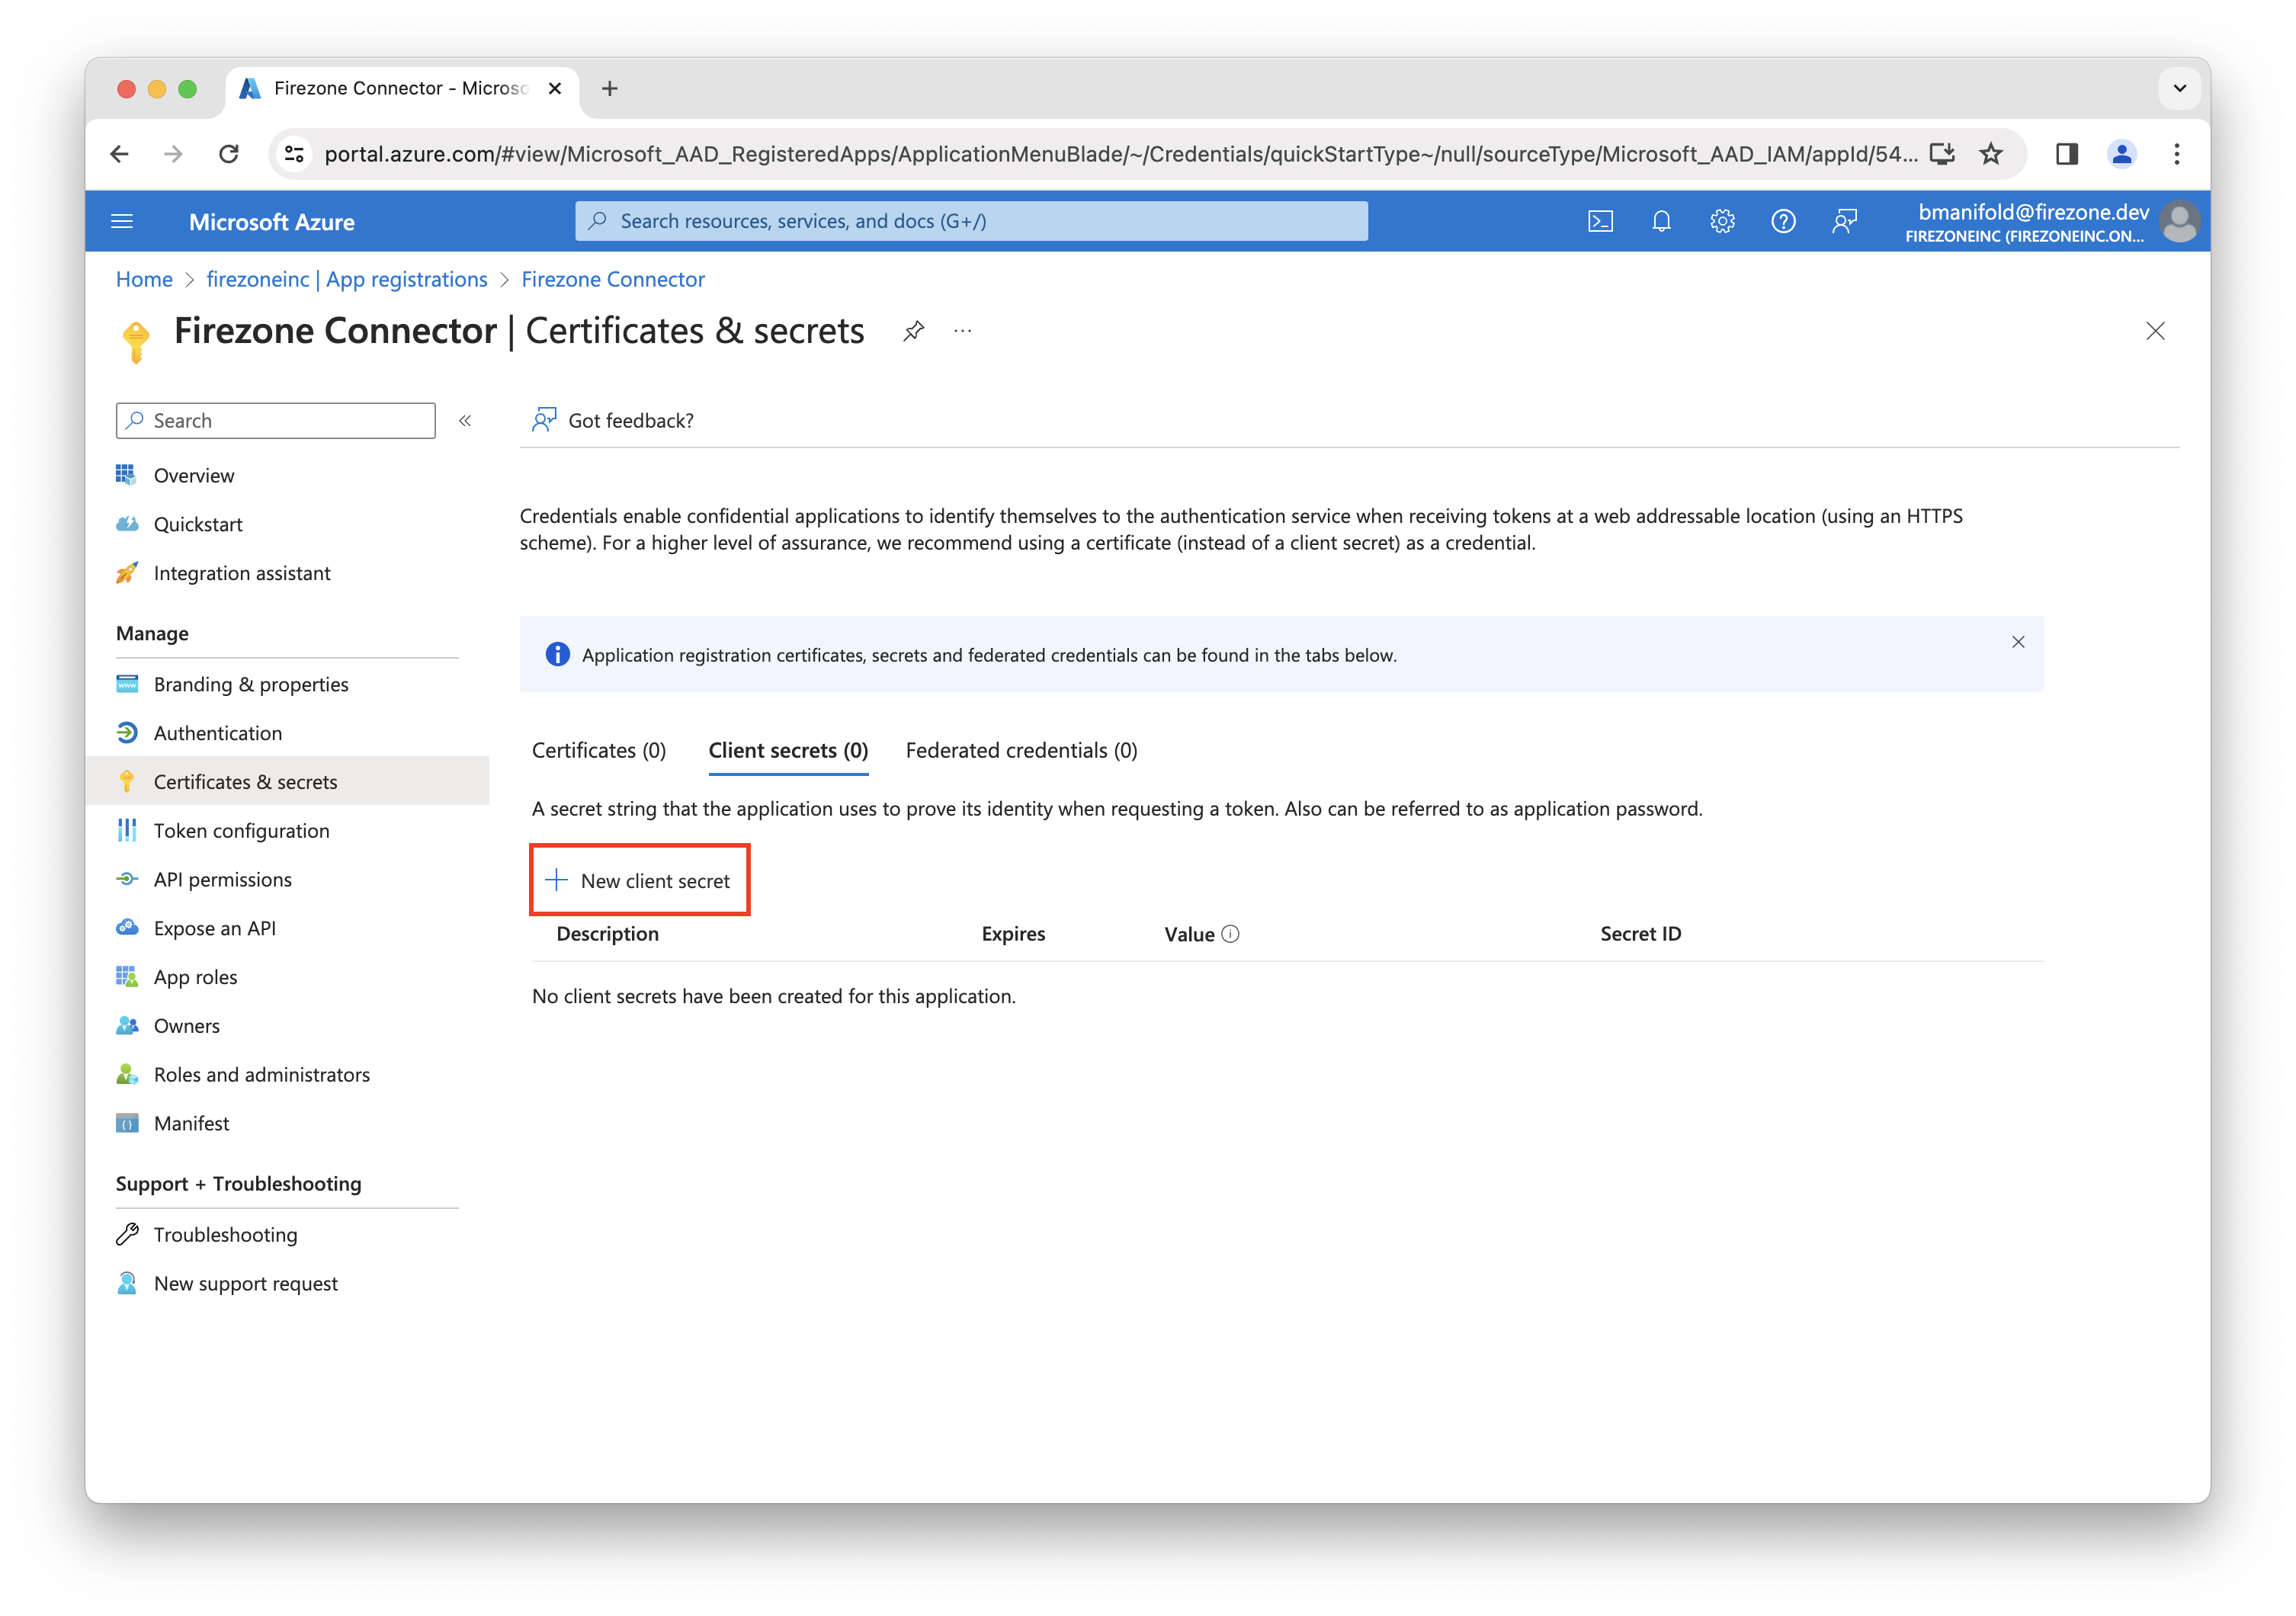 Firezone Connector - Microso
portal.azure.com/#view/Microsoft_AAD_RegisteredApps/ApplicationMenuBlade/~/Credentials/quickStartType~/null/sourceType/Microsoft_AAD_IAM/appId/54...
Microsoft Azure
Search resources, services, and docs (G+/)
bmanifold@firezone.dev
FIREZONEINC (FIREZONEINC.ON...
Home > firezoneinc | App registrations > Firezone Connector
Firezone Connector | Certificates & secrets
Search
Overview
Quickstart
Integration assistant
Manage
Branding & properties
Authentication
Certificates & secrets
Token configuration
API permissions
Expose an API
App roles
Owners
Roles and administrators
Manifest
Support + Troubleshooting
Troubleshooting
New support request
Got feedback?
Credentials enable confidential applications to identify themselves to the authentication service when receiving tokens at a web addressable location (using an HTTPS
scheme). For a higher level of assurance, we recommend using a certificate (instead of a client secret) as a credential.
Application registration certificates, secrets and federated credentials can be found in the tabs below.
Certificates (0) Client secrets (0) Federated credentials (0)
A secret string that the application uses to prove its identity when requesting a token. Also can be referred to as application password.
New client secret
Description Expires Value Secret ID
No client secrets have been created for this application.